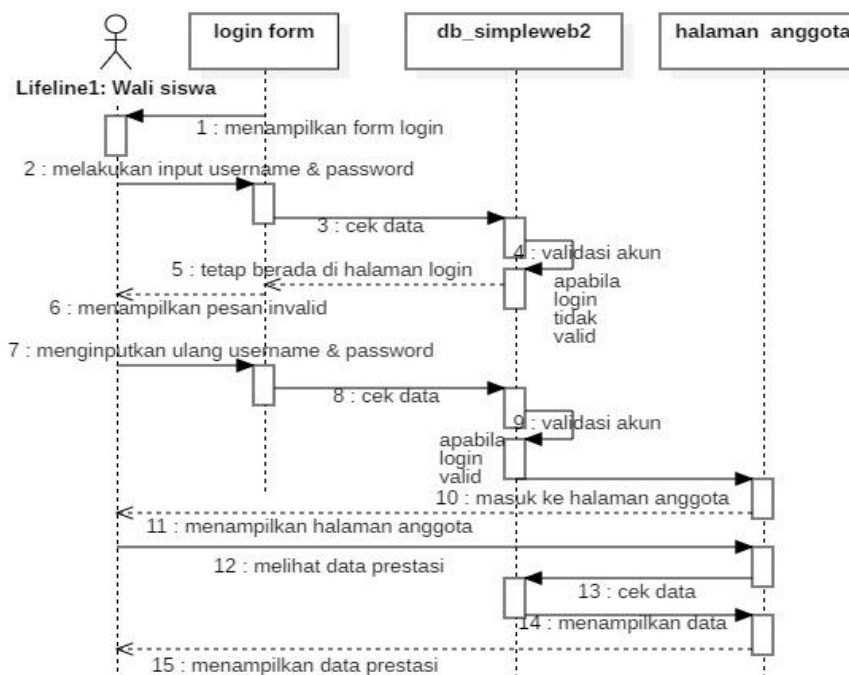 login form
db_simpleweb2
halaman anggota
Lifeline1: Wali siswa
1 : menampilkan form login
2 : melakukan input username & password
3 : cek data
4 : validasi akun
5 : tetap berada di halaman login
apabila
login
tidak
valid
6 : menampilkan pesan invalid
7 : menginputkan ulang username & password
8 : cek data
9 : validasi akun
apabila
login
valid
10 : masuk ke halaman anggota
11 : menampilkan halaman anggota
12 : melihat data prestasi
13 : cek data
14 : menampilkan data
15 : menampilkan data prestasi